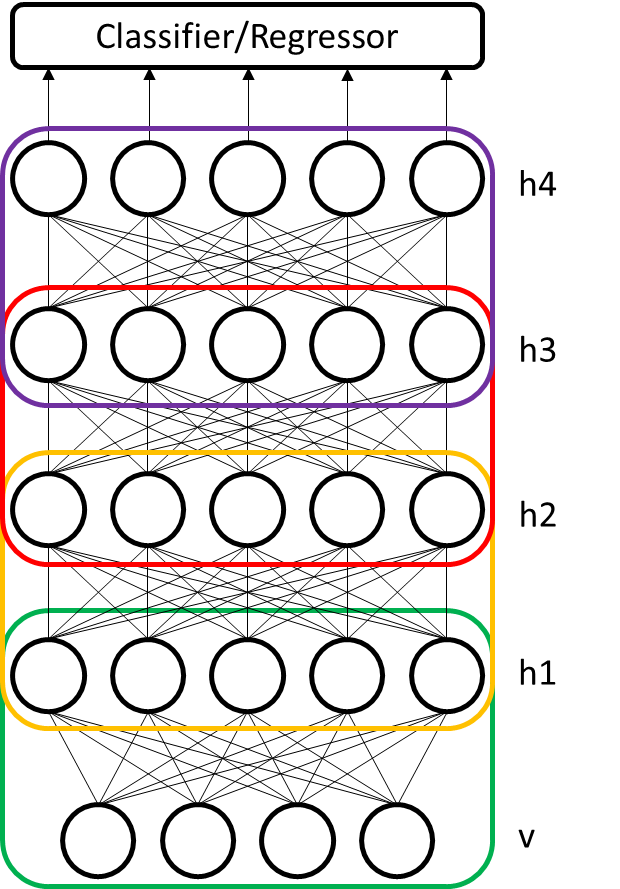 Classifier/Regressor
h4
h3
h2
h1
v